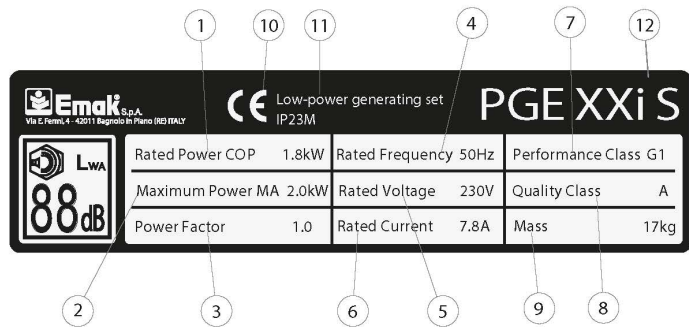 1
10
11
4
7
12
Emak S.p.A.
Via E. Fermi, 4 - 42011 Bagnolo in Piano (RE) ITALY
CE
Low-power generating set
IP23M
PGE XXi S
LWA
88dB
Rated Power COP 1.8kW
Rated Frequency 50Hz
Performance Class G1
Maximum Power MA 2.0kW
Rated Voltage 230V
Quality Class A
Power Factor 1.0
Rated Current 7.8A
Mass 17kg
2
3
6
5
9
8